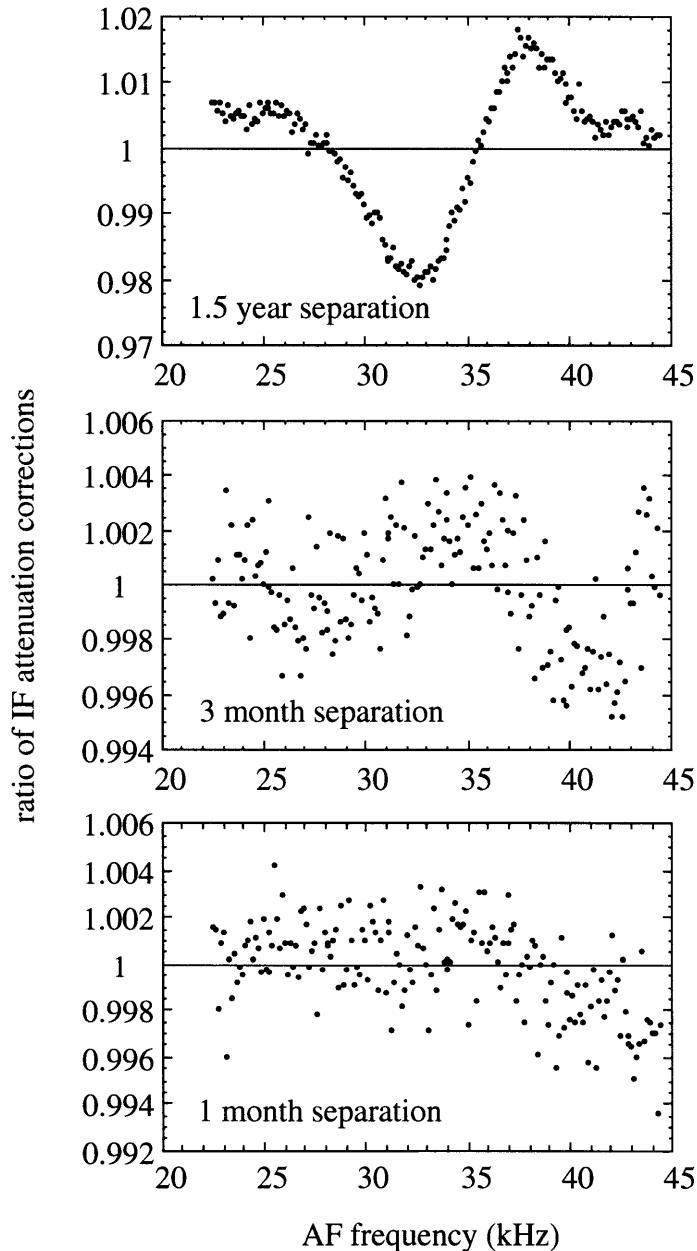 ratio of IF attenuation corrections
1.02
1.01
1
0.99
0.98
0.97
1.5 year separation
20 25 30 35 40 45
1.006
1.004
1.002
1
0.998
0.996
0.994
3 month separation
20 25 30 35 40 45
1.006
1.004
1.002
1
0.998
0.996
0.994
0.992
1 month separation
20 25 30 35 40 45
AF frequency (kHz)